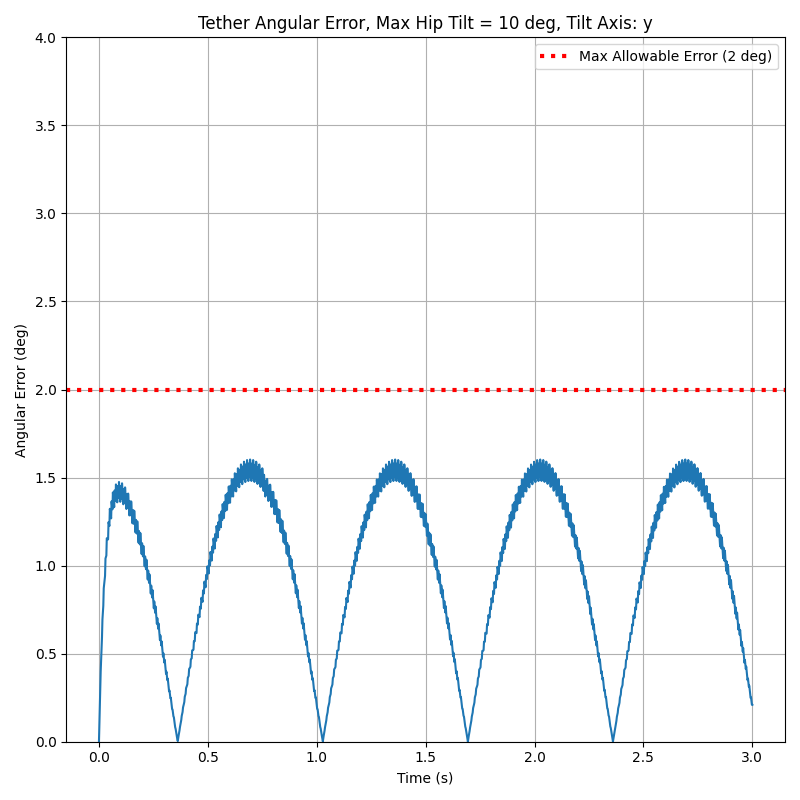 Tether Angular Error, Max Hip Tilt = 10 deg, Tilt Axis: y
Max Allowable Error (2 deg)
Angular Error (deg)
4.0
3.5
3.0
2.5
2.0
1.5
1.0
0.5
0.0
0.0 0.5 1.0 1.5 2.0 2.5 3.0
Time (s)